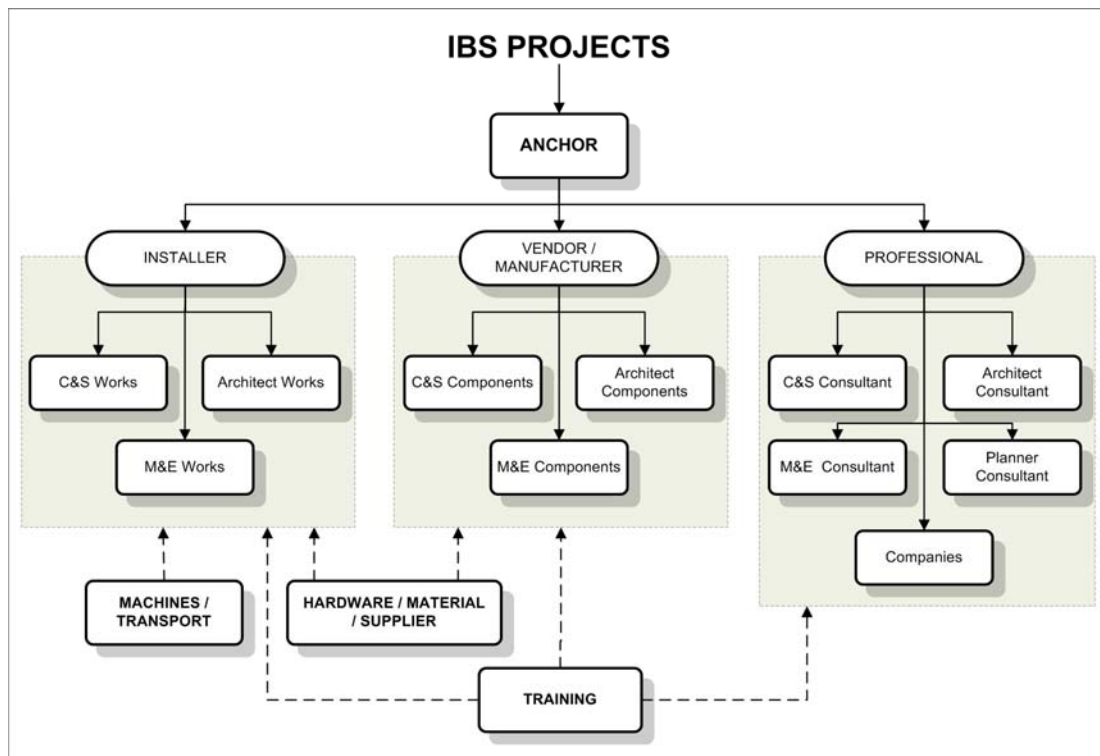 IBS PROJECTS
ANCHOR
INSTALLER
VENDOR /
MANUFACTURER
PROFESSIONAL
C&S Works
Architect Works
M&E Works
C&S Components
Architect
Components
M&E Components
C&S Consultant
Architect
Consultant
M&E  Consultant
Planner
Consultant
Companies
MACHINES /
TRANSPORT
HARDWARE / MATERIAL
/ SUPPLIER
TRAINING